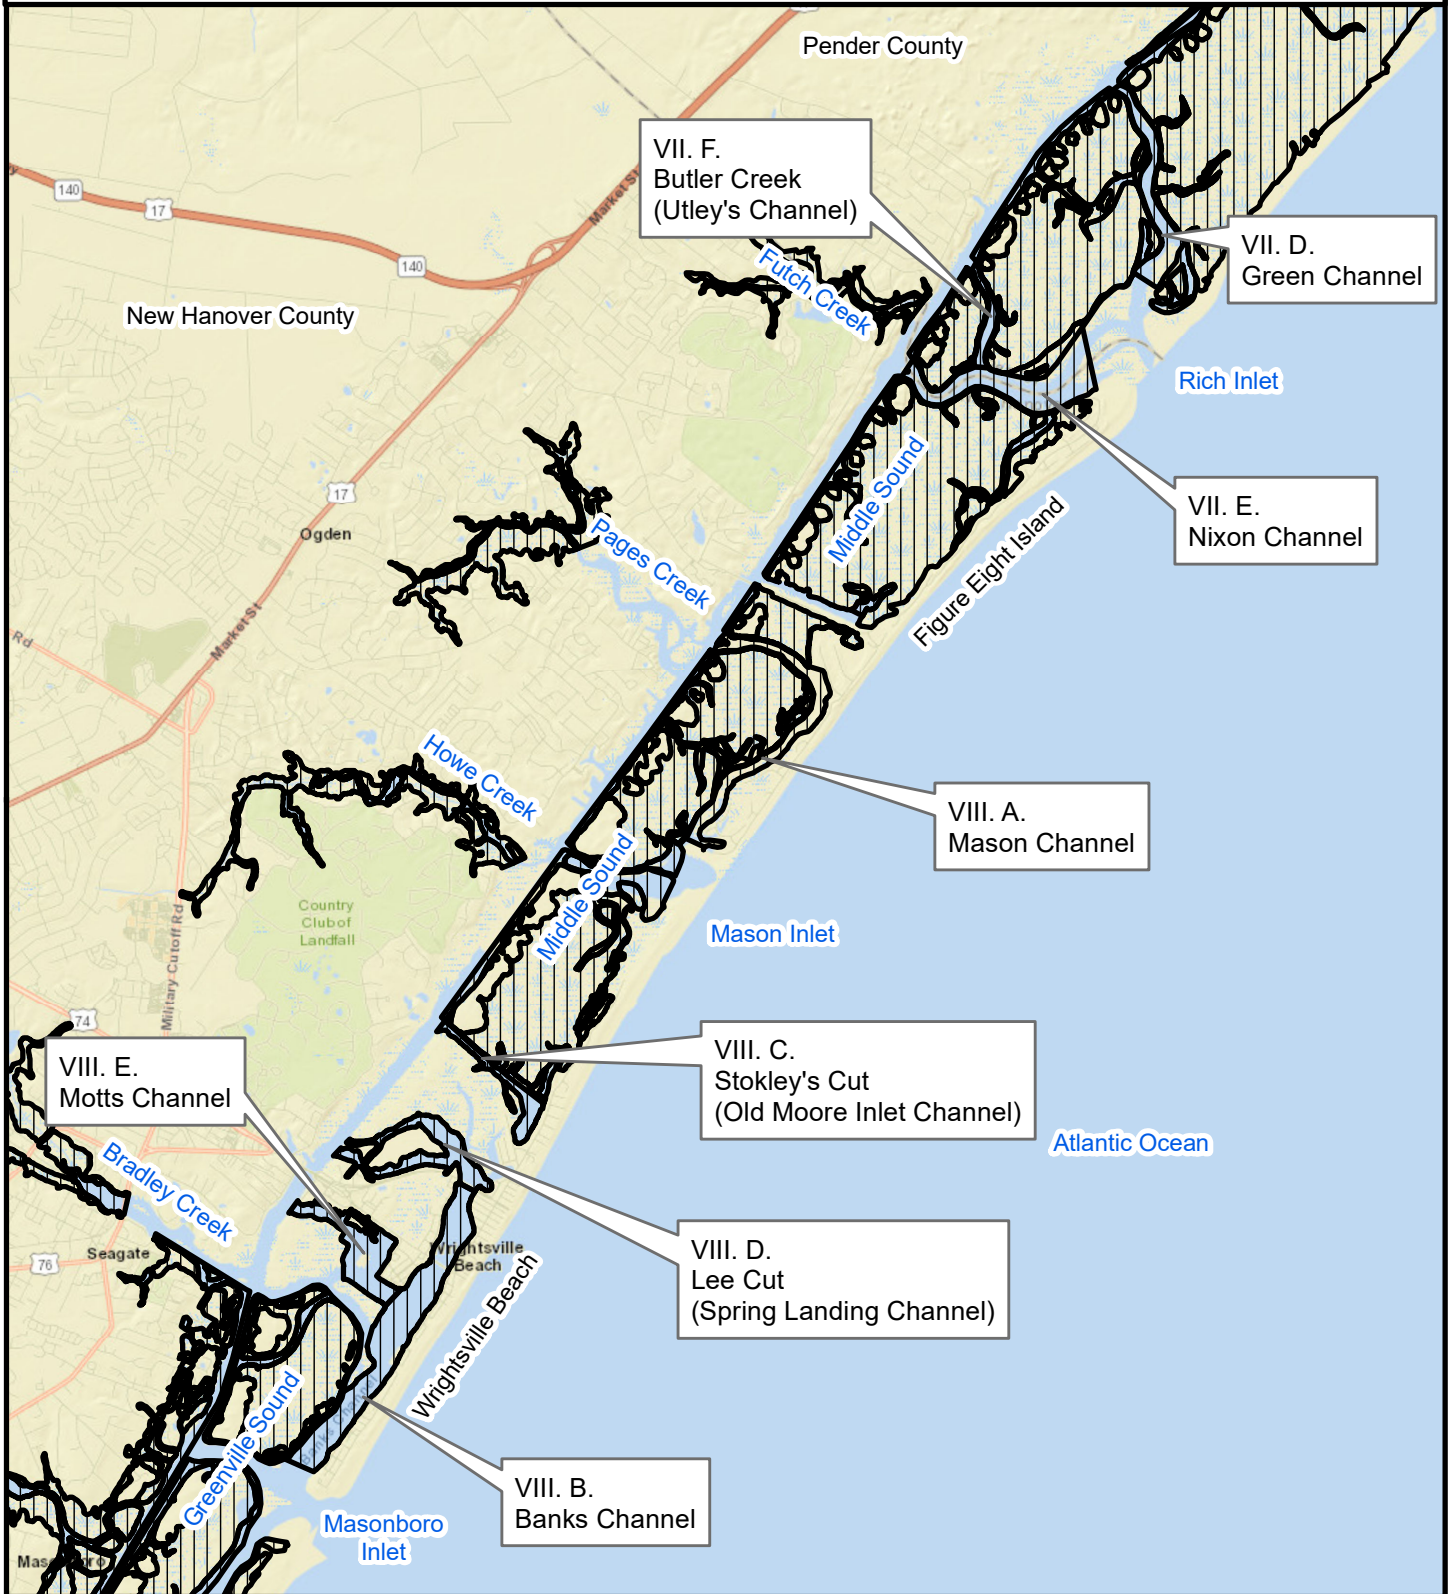 Pender County
VII. F.
Butler Creek
(Utley's Channel)
140
17
Market St
140
Futch Creek
VII. D.
Green Channel
New Hanover County
Rich Inlet
Middle Sound
17
Ogden
VII. E.
Nixon Channel
Pages Creek
Figure Eight Island
Rd
Market St
Howe Creek
VIII. A.
Mason Channel
Middle Sound
Country
Club of
Landfall
Military Cutoff Rd
Mason Inlet
74
VIII. C.
Stokley's Cut
(Old Moore Inlet Channel)
VIII. E.
Motts Channel
Atlantic Ocean
Bradley Creek
Seagate
76
Wrightsville
Beach
VIII. D.
Lee Cut
(Spring Landing Channel)
Wrightsville Beach
Greenville Sound
Banks Channel
VIII. B.
Banks Channel
Masonboro
Inlet
Masonboro